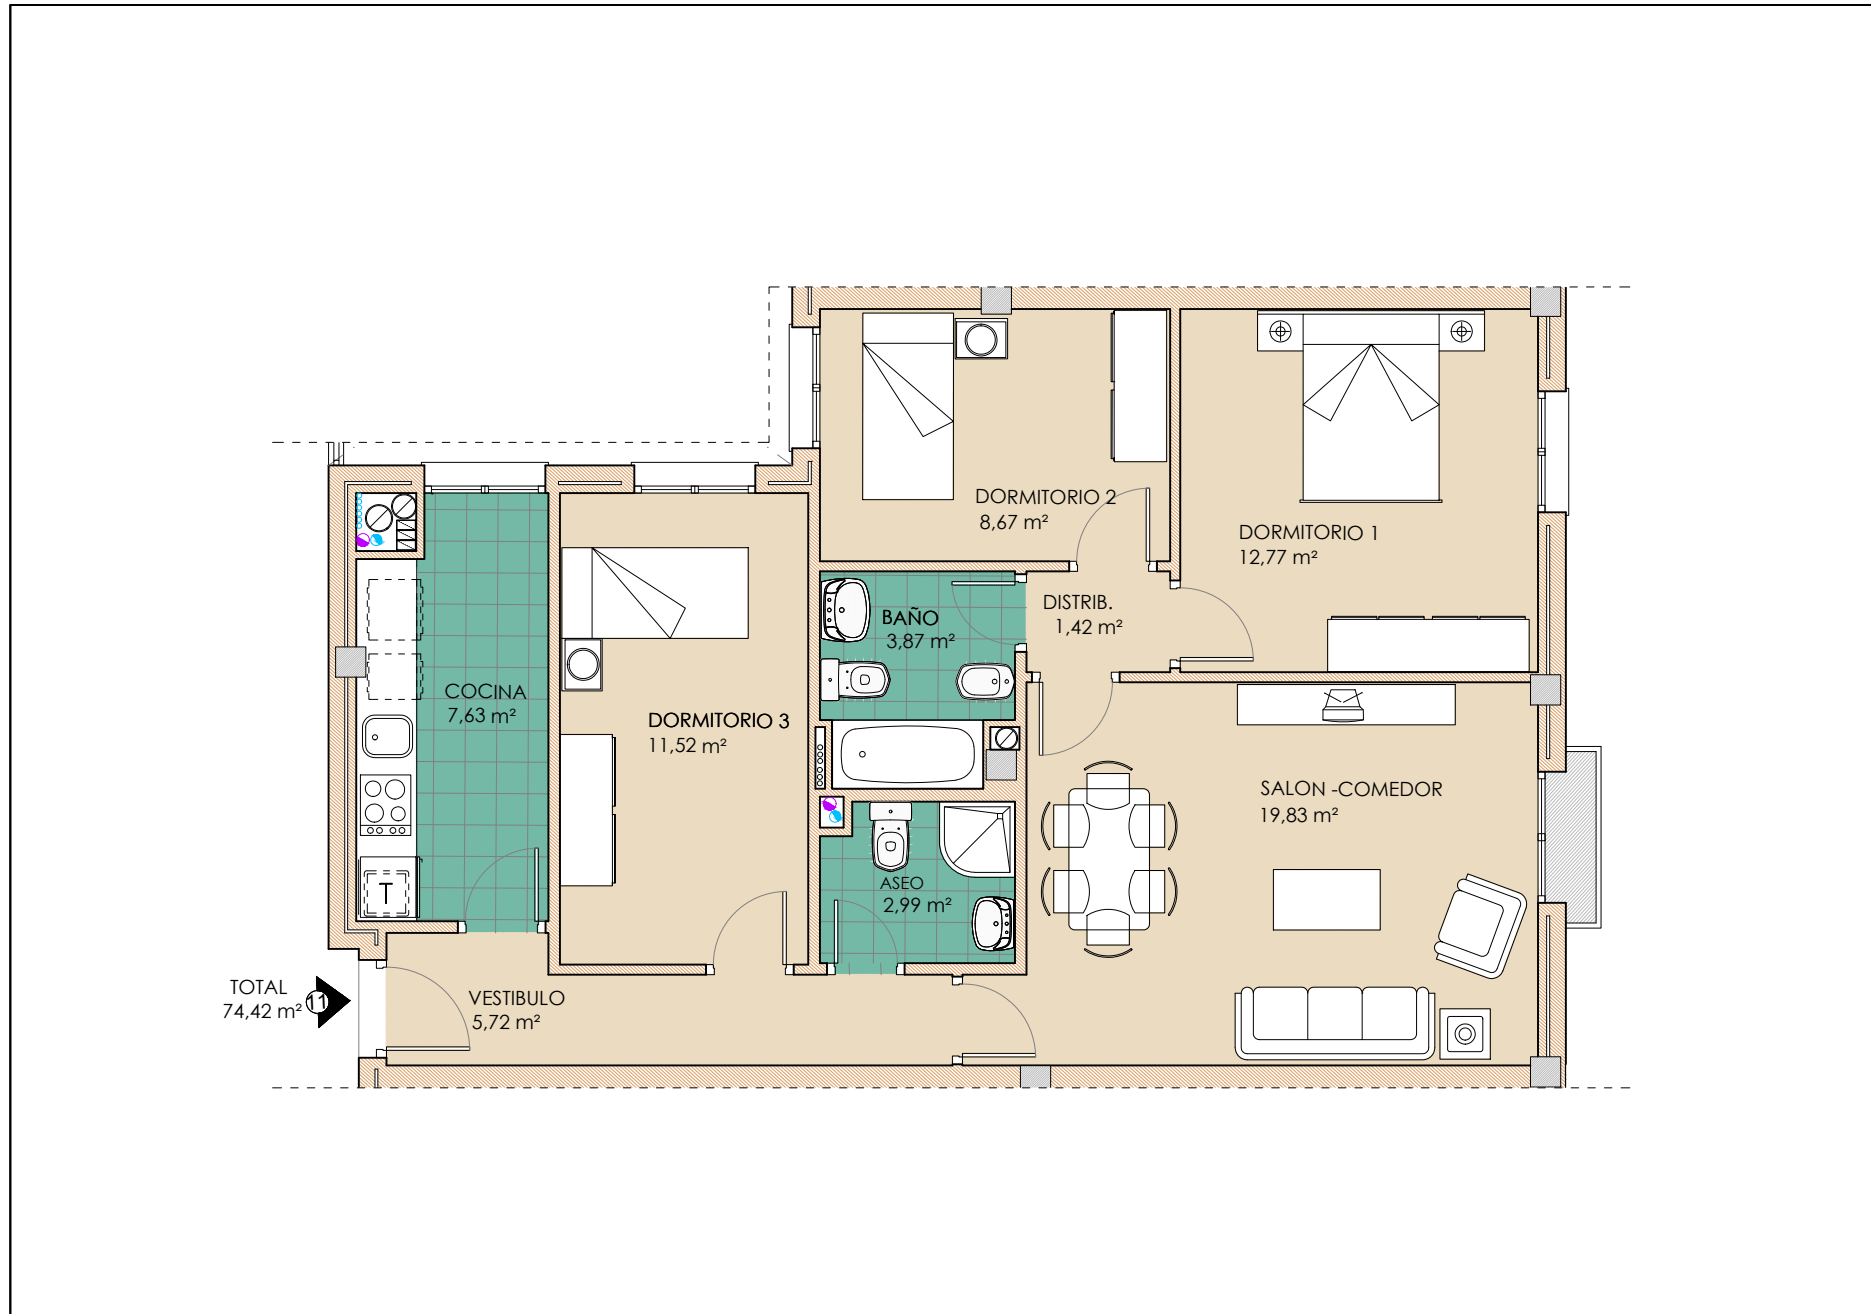 DORMITORIO 2
8,67 m²
DORMITORIO 1
12,77 m²
BAÑO
3,87 m²
DISTRIB.
1,42 m²
COCINA
7,63 m²
DORMITORIO 3
11,52 m²
SALON -COMEDOR
19,83 m²
T
ASEO
2,99 m²
TOTAL
74,42 m²
11
VESTIBULO
5,72 m²